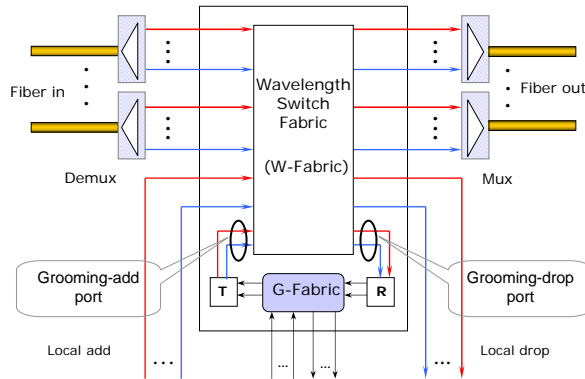 Fiber in
Fiber out
Wavelength
Switch
Fabric
(W-Fabric)
Demux
Mux
Grooming-add
port
Grooming-drop
port
T
G-Fabric
R
Local add
...
...
...
...
Local drop